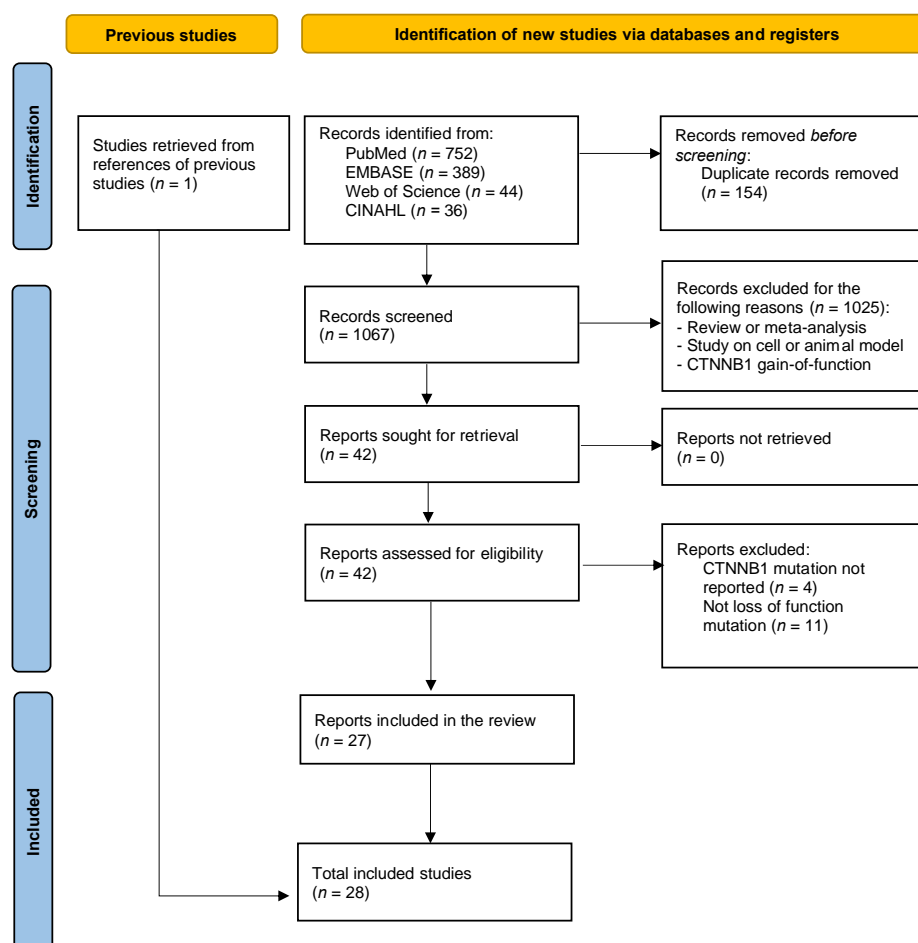 Previous studies
Identification of new studies via databases and registers
Identification
Studies retrieved from
references of previous
studies (n = 1)
Records identified from:
PubMed (n = 752)
EMBASE (n = 389)
Web of Science (n = 44)
CINAHL (n = 36)
Records removed before
screening:
Duplicate records removed
(n = 154)
Screening
Records screened
(n = 1067)
Records excluded for the
following reasons (n = 1025):
- Review or meta-analysis
- Study on cell or animal model
- CTNNB1 gain-of-function
Reports sought for retrieval
(n = 42)
Reports not retrieved
(n = 0)
Reports assessed for eligibility
(n = 42)
Reports excluded:
CTNNB1 mutation not
reported (n = 4)
Not loss of function
mutation (n = 11)
Included
Reports included in the review
(n = 27)
Total included studies
(n = 28)